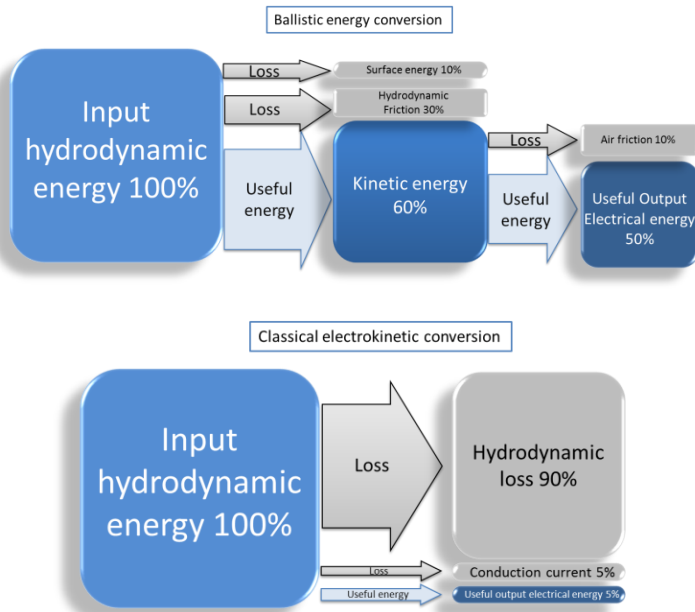 Ballistic energy conversion
Loss
Surface energy 10%
Input
hydrodynamic
energy 100%
Loss
Hydrodynamic
Friction 30%
Useful
energy
Kinetic energy
60%
Loss
Air friction 10%
Useful
energy
Useful Output
Electrical energy
50%
Classical electrokinetic conversion
Input
hydrodynamic
energy 100%
Loss
Hydrodynamic
loss 90%
Loss
Conduction current 5%
Useful energy
Useful output electrical energy 5%